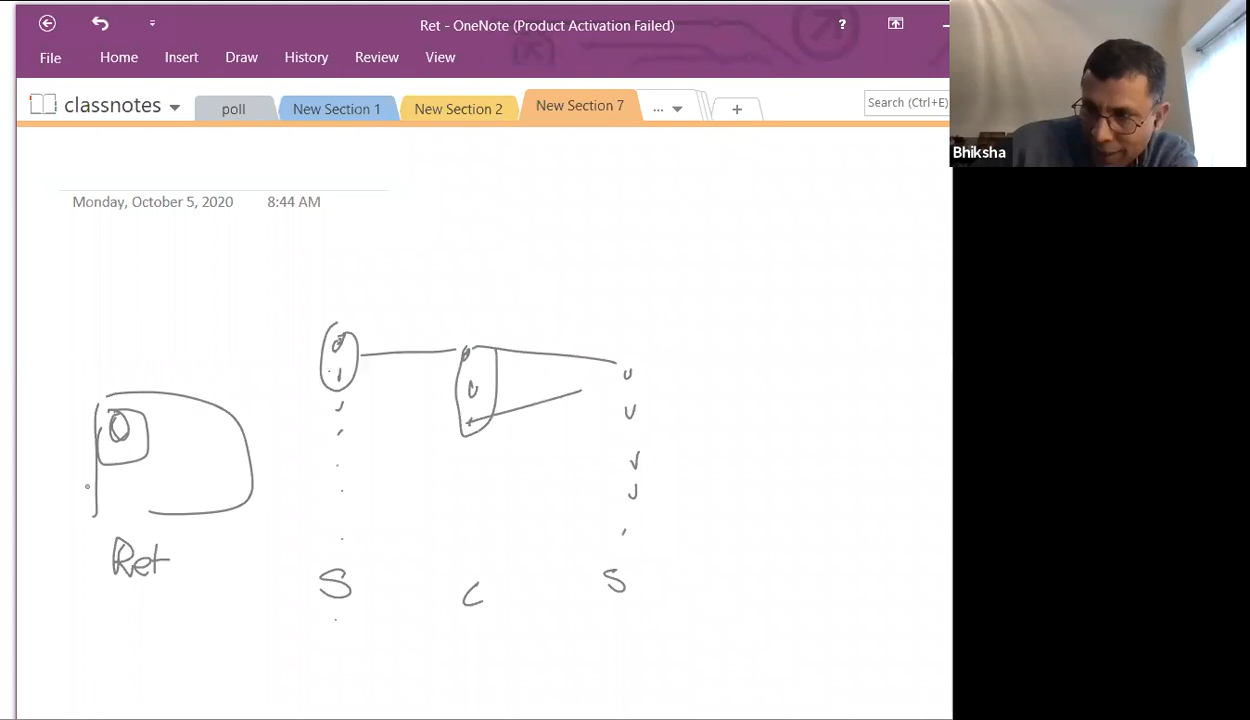 Ret - OneNote (Product Activation Failed)
?
File Home Insert Draw History Review View
classnotes poll New Section 1 New Section 2 New Section 7 ... + Search (Ctrl+E)
Bhiksha
Monday, October 5, 2020 8:44 AM
Ret
S C S